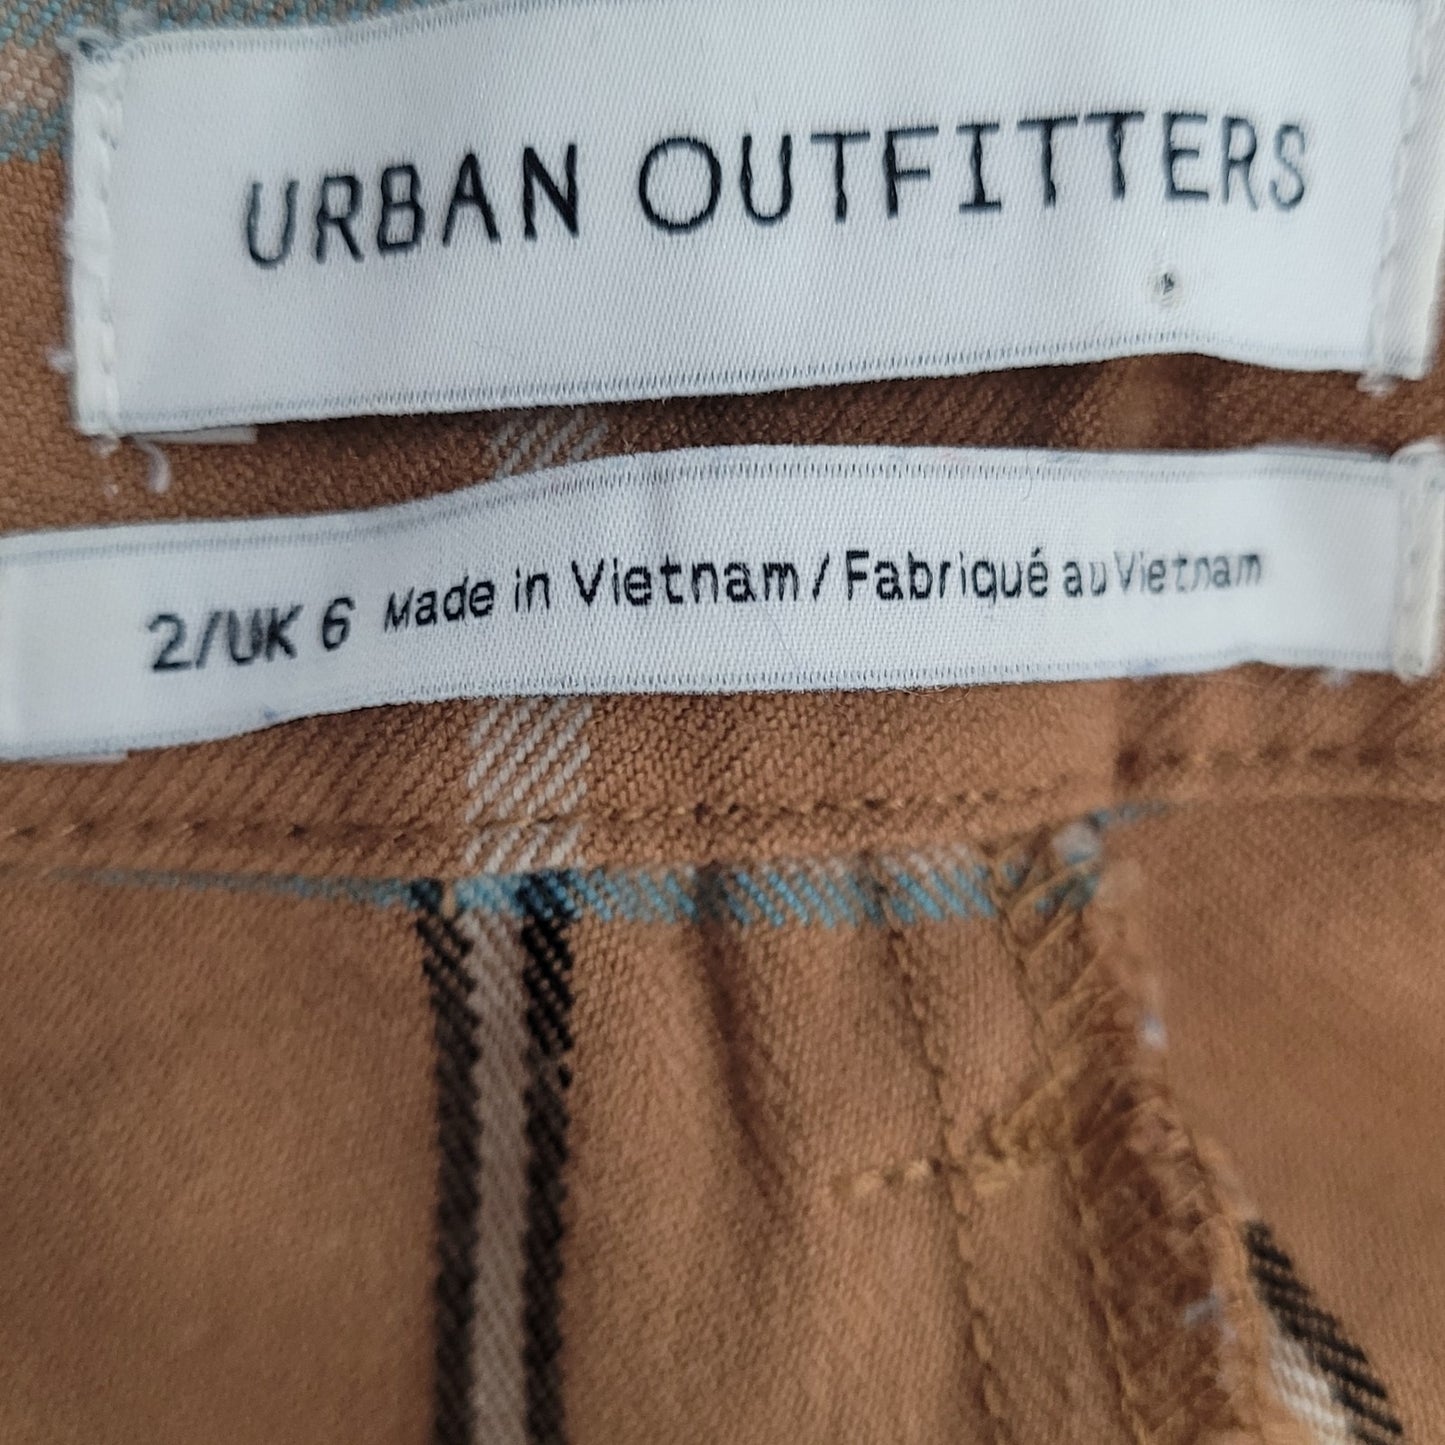 URBAN OUTFITTERS
2/UK 6 Made in Vietnam/Fabriqué au Vietnam